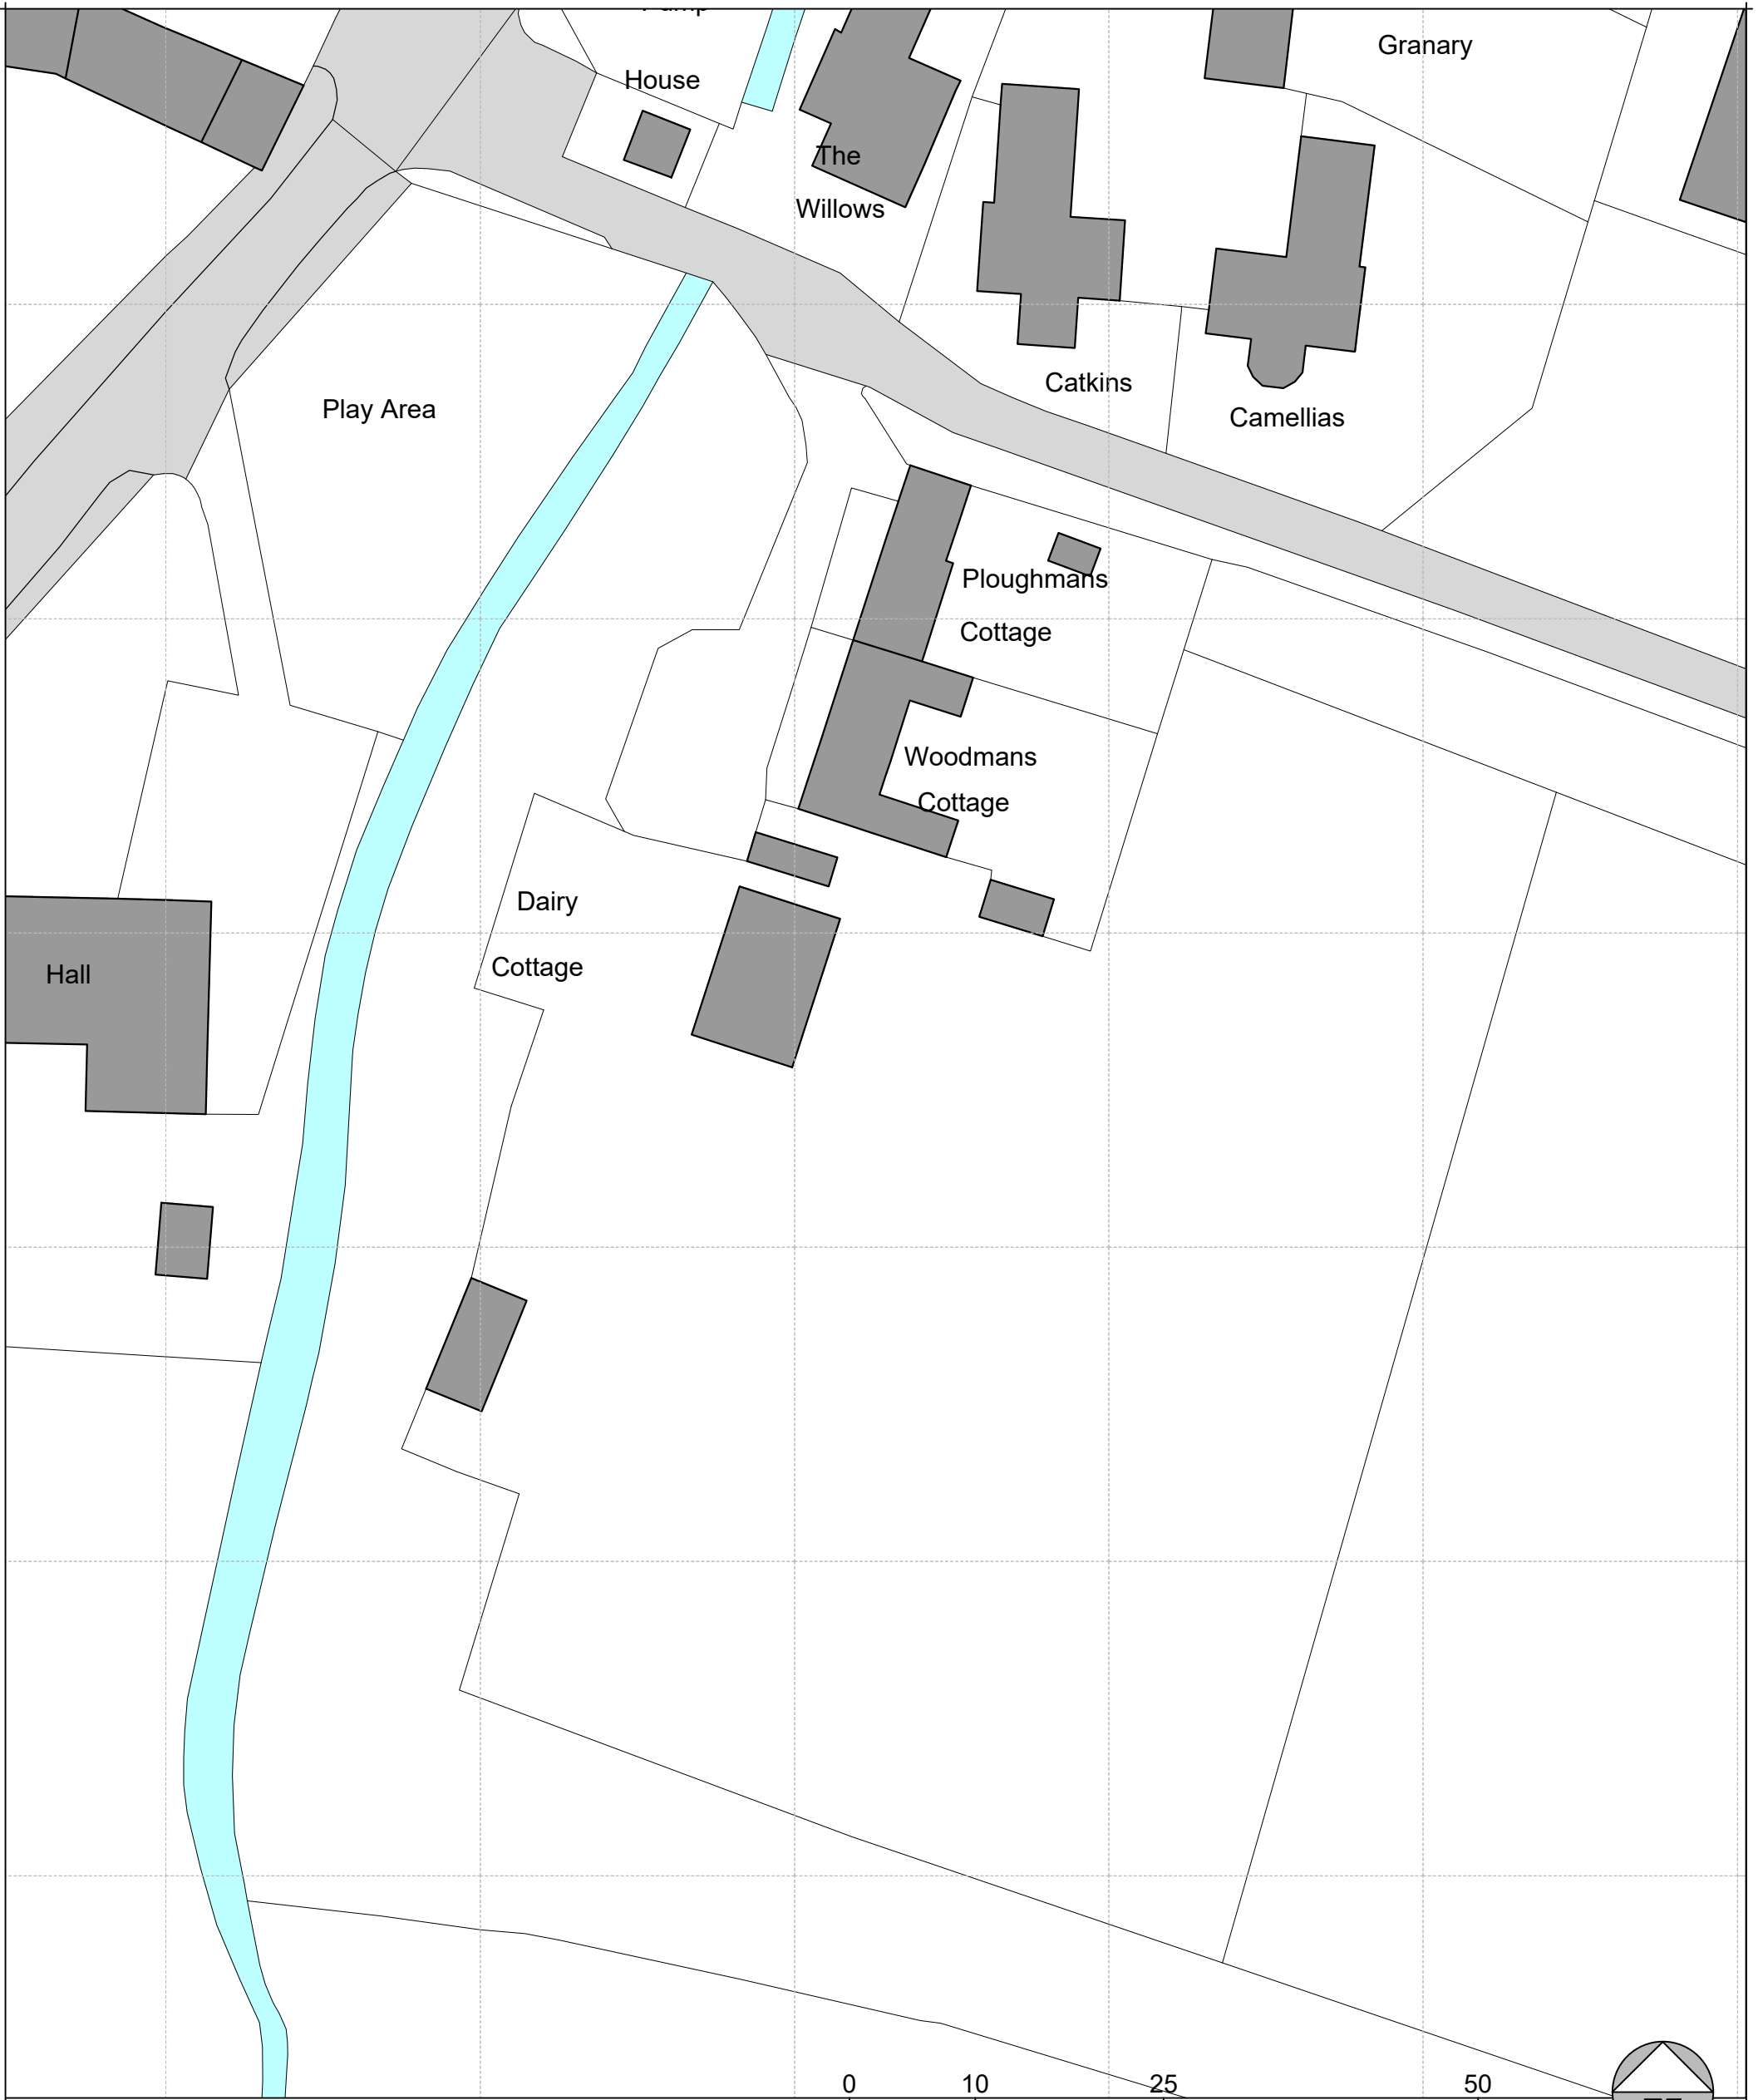 Granary
House
The
Willows
Catkins
Play Area
Camellias
Ploughmans
Cottage
Woodmans
Cottage
Dairy
Cottage
Hall
0 10 25 50